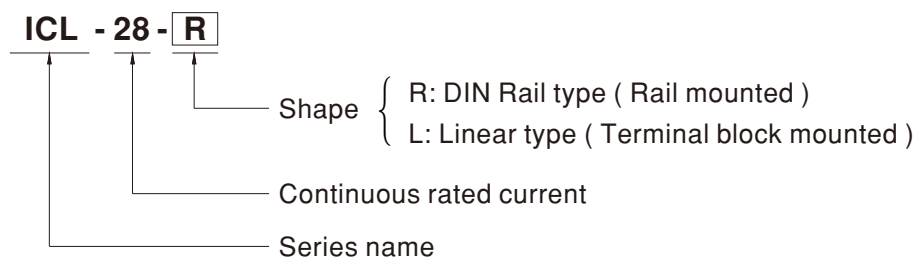 ICL - 28 - R
Shape { R: DIN Rail type ( Rail mounted )
L: Linear type ( Terminal block mounted )
Continuous rated current
Series name